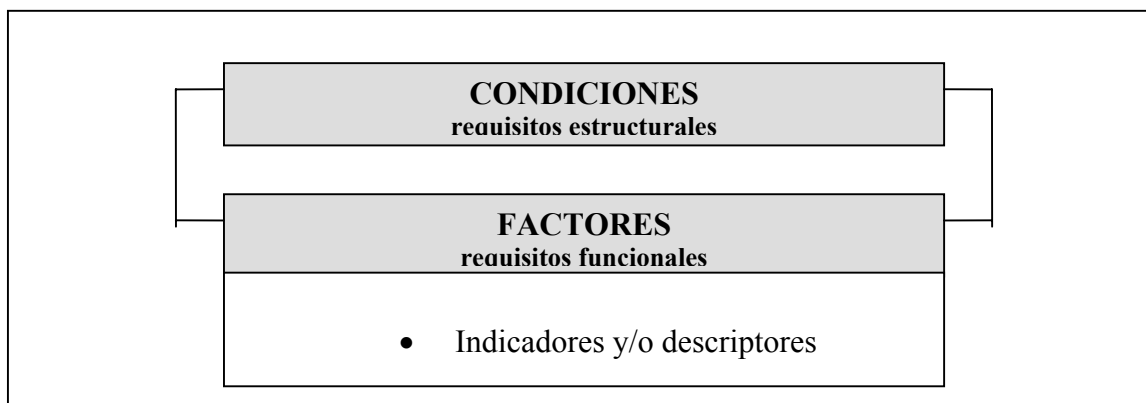 CONDICIONES
requisitos estructurales
FACTORES
requisitos funcionales
• Indicadores y/o descriptores